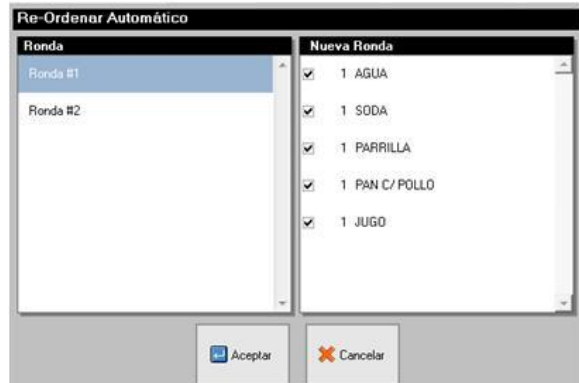 Re-Ordenar Automático
Ronda
Ronda #1
Ronda #2
Nueva Ronda
1 AGUA
1 SODA
1 PARRILLA
1 PAN C/ POLLO
1 JUGO
Aceptar
Cancelar